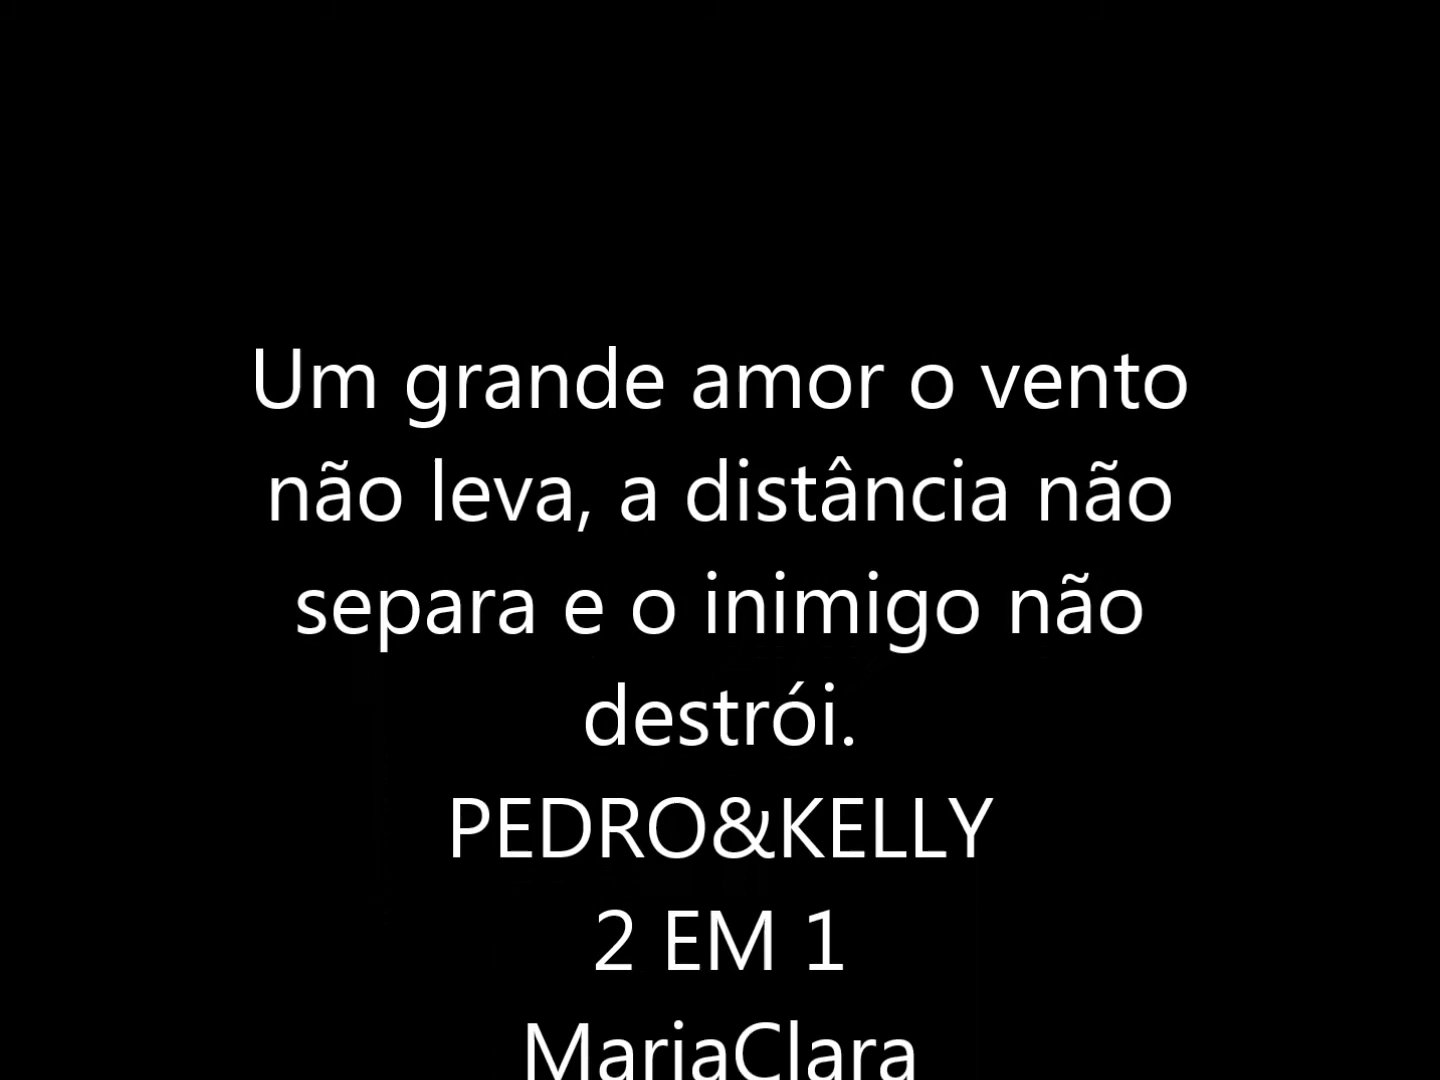 Um grande amor o vento
não leva, a distância não
separa e o inimigo não
destrói.
PEDRO&KELLY
2 EM 1
MariaClara